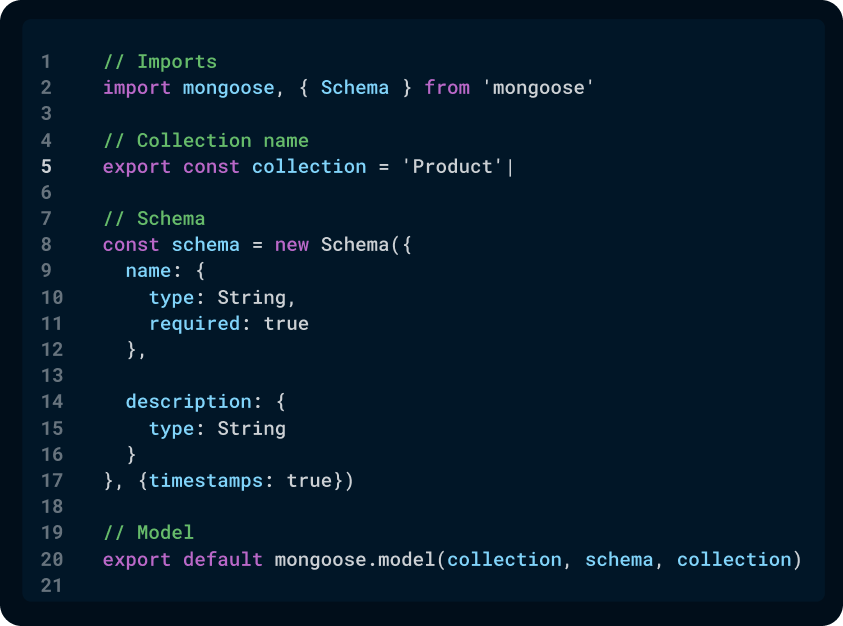 1 // Imports
2 import mongoose, { Schema } from 'mongoose'
3
4 // Collection name
5 export const collection = 'Product'|
6
7 // Schema
8 const schema = new Schema({
9   name: {
10     type: String,
11     required: true
12   },
13
14   description: {
15     type: String
16   }
17 }, {timestamps: true})
18
19 // Model
20 export default mongoose.model(collection, schema, collection)
21